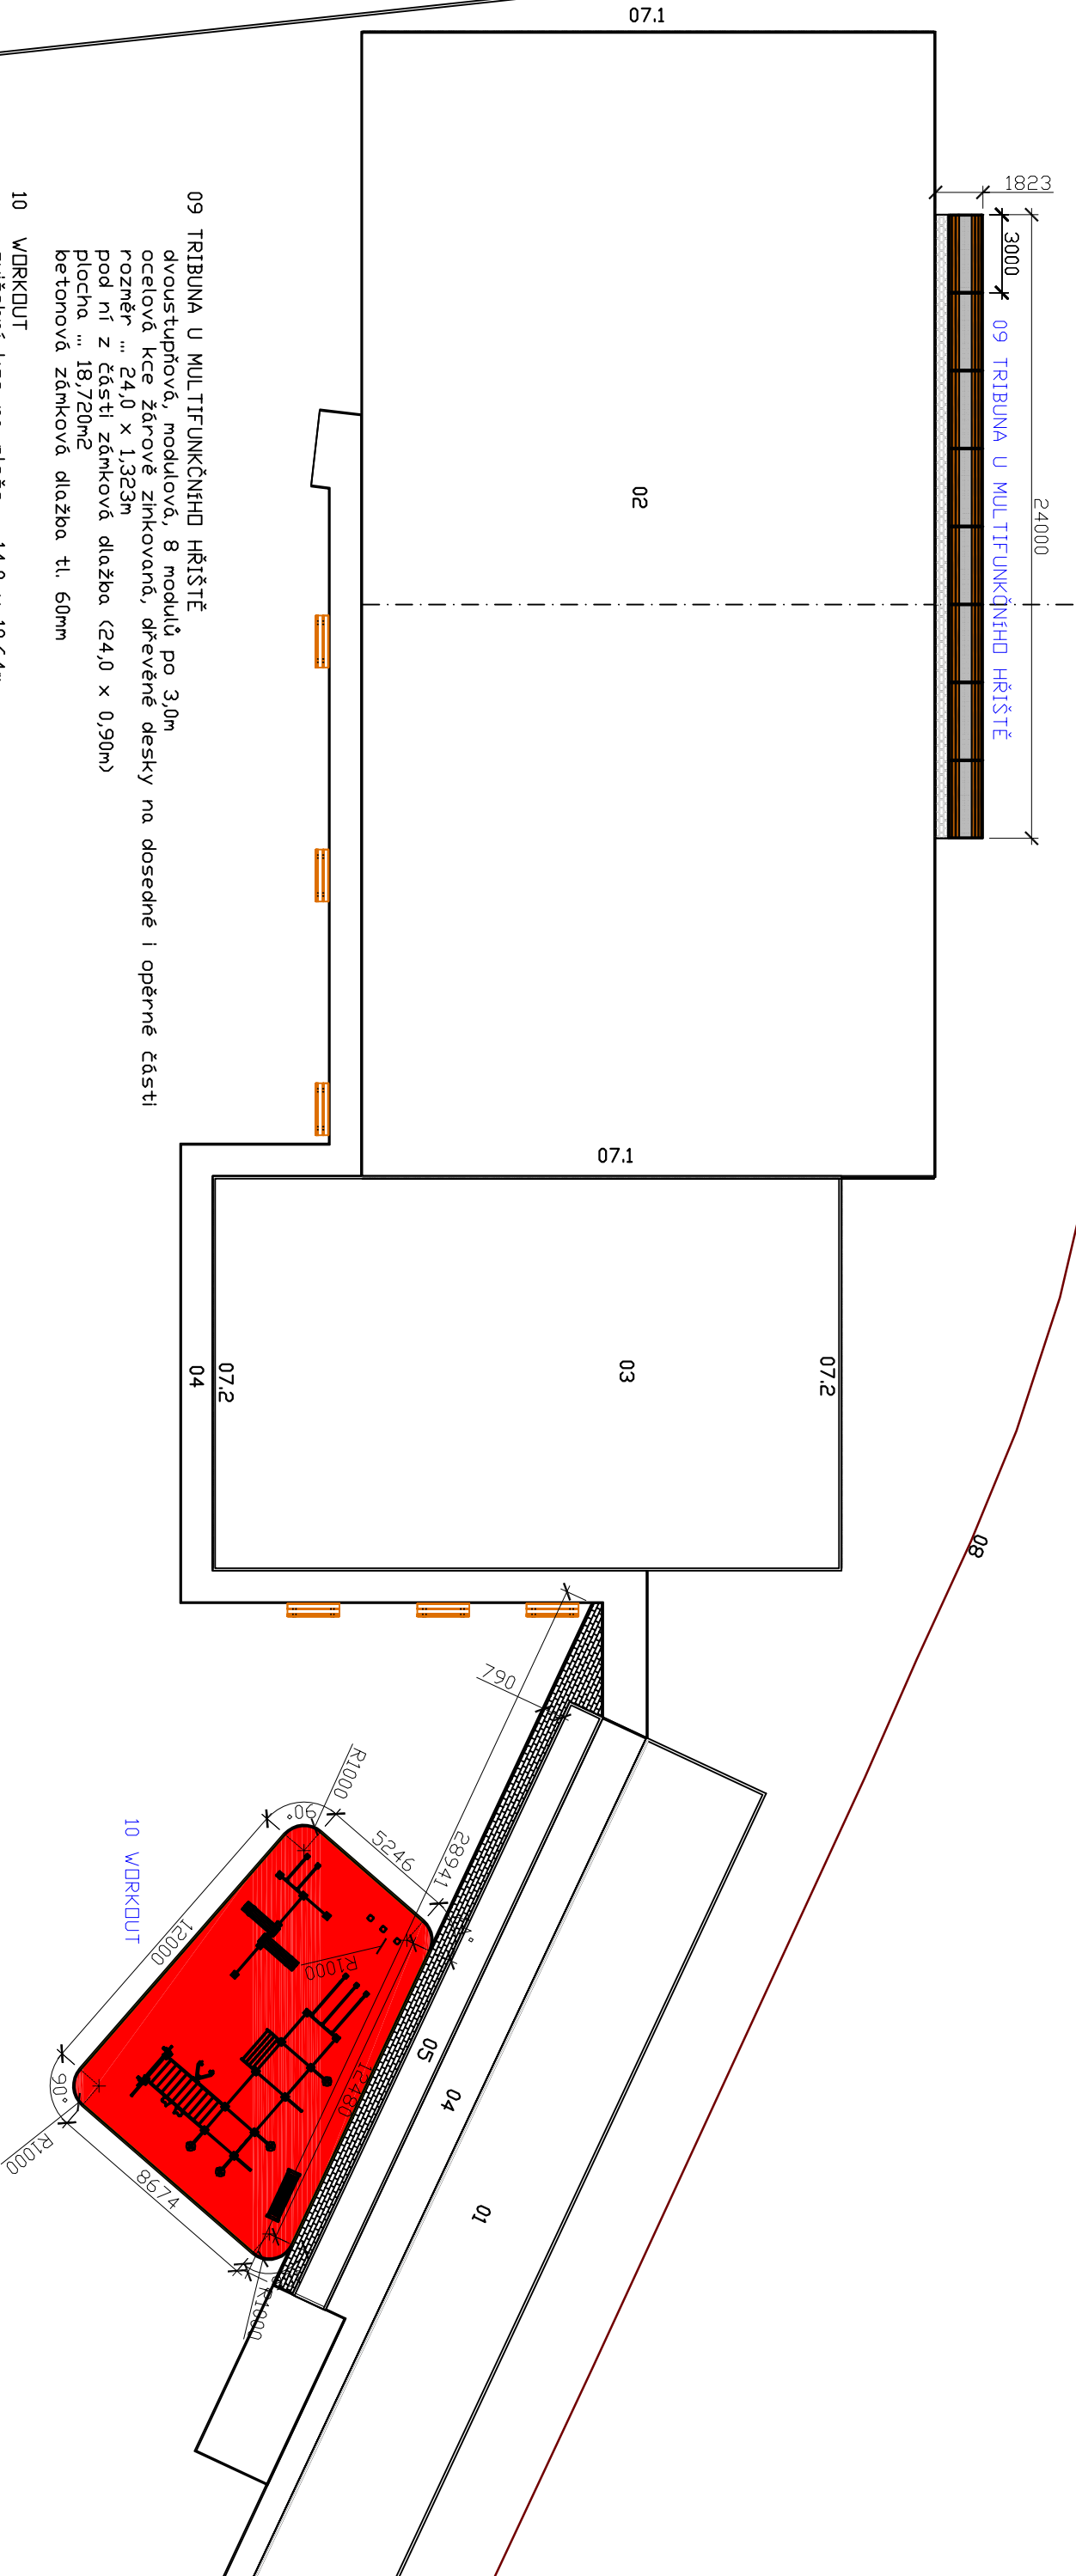 07.1
1823
3000
24000
09 TRIBUNA U MULTIFUNKČNÍHO HŘIŠTĚ
02
09 TRIBUNA U MULTIFUNKČNÍHO HŘIŠTĚ
dvoustupňová, modulová, 8 modulů po 3,0m
ocelová kce žárově zinkovaná, dřevěné desky na dosedné i opěrné části
rozměr ... 24,0 x 1,323m
pod ní z části zámková dlažba (24,0 x 0,90m)
plocha ... 18,720m2
betonová zámková dlažba tl. 60mm
10 WORKOUT
07.1
03
07.2
07.2
04
08
790
28941
R1000
90°
5246
10 WORKOUT
12000
R1000
12480
05
04
01
90°
R1000
8674
R1000